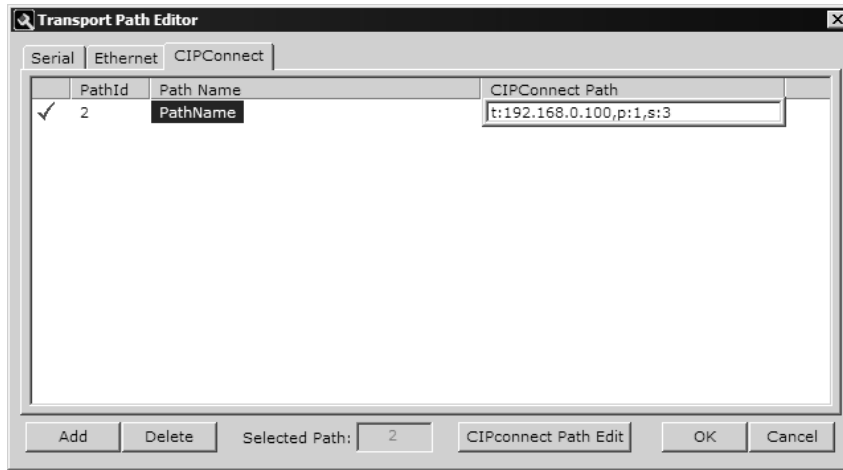 Transport Path Editor
Serial Ethernet CIPConnect
PathId Path Name CIPConnect Path
2 PathName t:192.168.0.100,p:1,s:3
Add Delete Selected Path: 2 CIPconnect Path Edit OK Cancel